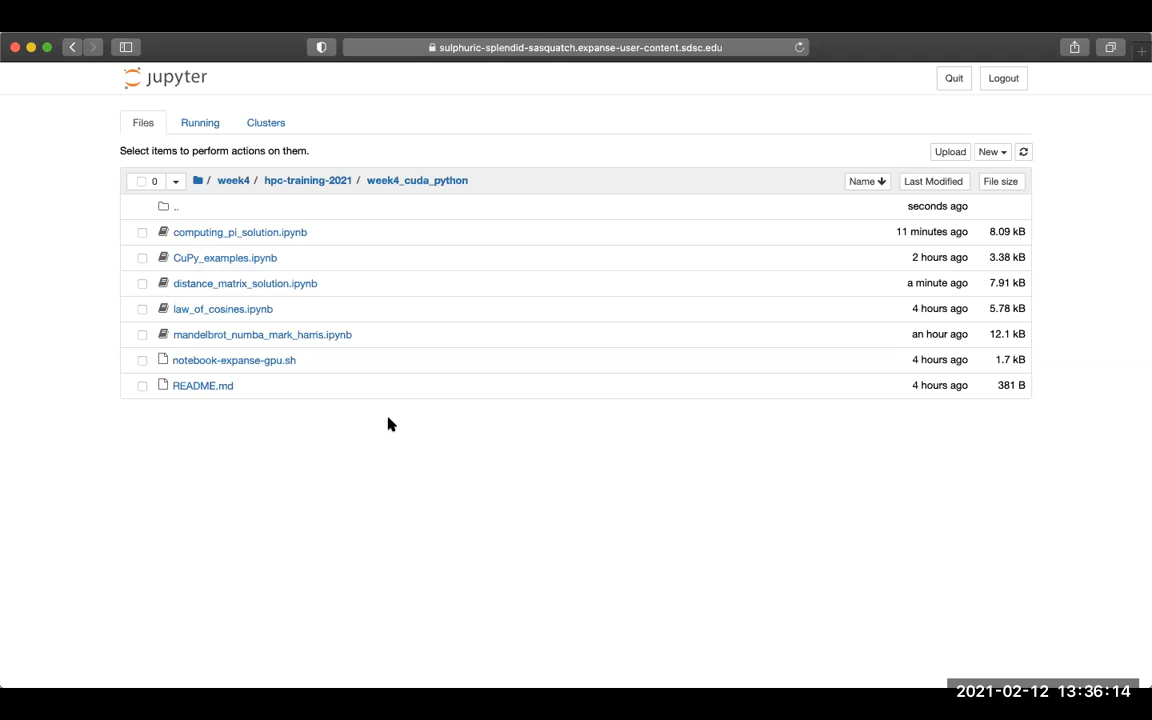 sulphuric-splendid-sasquatch.expanse-user-content.sdsc.edu
jupyter
Quit
Logout
Files
Running
Clusters
Select items to perform actions on them.
Upload
New
0
/ week4 / hpc-training-2021 / week4_cuda_python
Name
Last Modified
File size
.. seconds ago
computing_pi_solution.ipynb 11 minutes ago 8.09 kB
CuPy_examples.ipynb 2 hours ago 3.38 kB
distance_matrix_solution.ipynb a minute ago 7.91 kB
law_of_cosines.ipynb 4 hours ago 5.78 kB
mandelbrot_numba_mark_harris.ipynb an hour ago 12.1 kB
notebook-expanse-gpu.sh 4 hours ago 1.7 kB
README.md 4 hours ago 381 B
2021-02-12 13:36:14